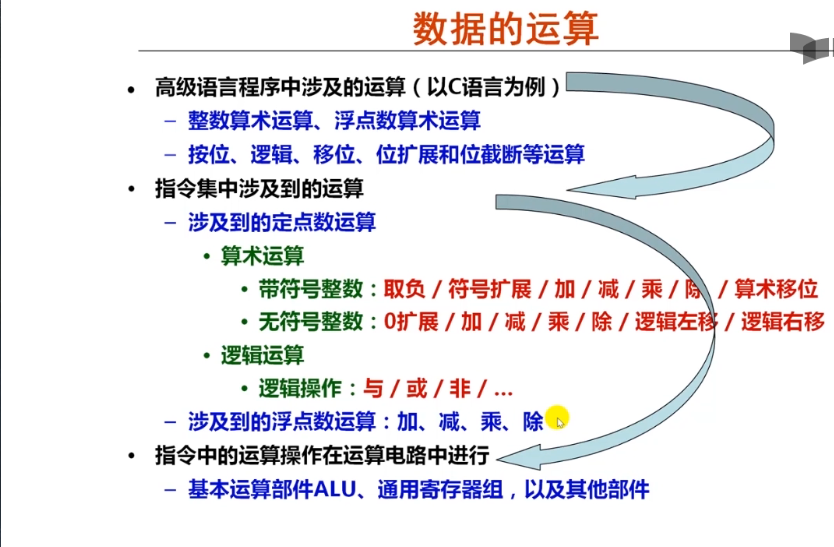 数据的运算
• 高级语言程序中涉及的运算（以C语言为例）
– 整数算术运算、浮点数算术运算
– 按位、逻辑、移位、位扩展和位截断等运算
• 指令集中涉及到的运算
– 涉及到的定点数运算
• 算术运算
• 带符号整数：取负 / 符号扩展 / 加 / 减 / 乘 / 除 / 算术移位
• 无符号整数：0扩展 / 加 / 减 / 乘 / 除 / 逻辑左移 / 逻辑右移
• 逻辑运算
• 逻辑操作：与 / 或 / 非 / …
– 涉及到的浮点数运算：加、减、乘、除
• 指令中的运算操作在运算电路中进行
– 基本运算部件ALU、通用寄存器组，以及其他部件